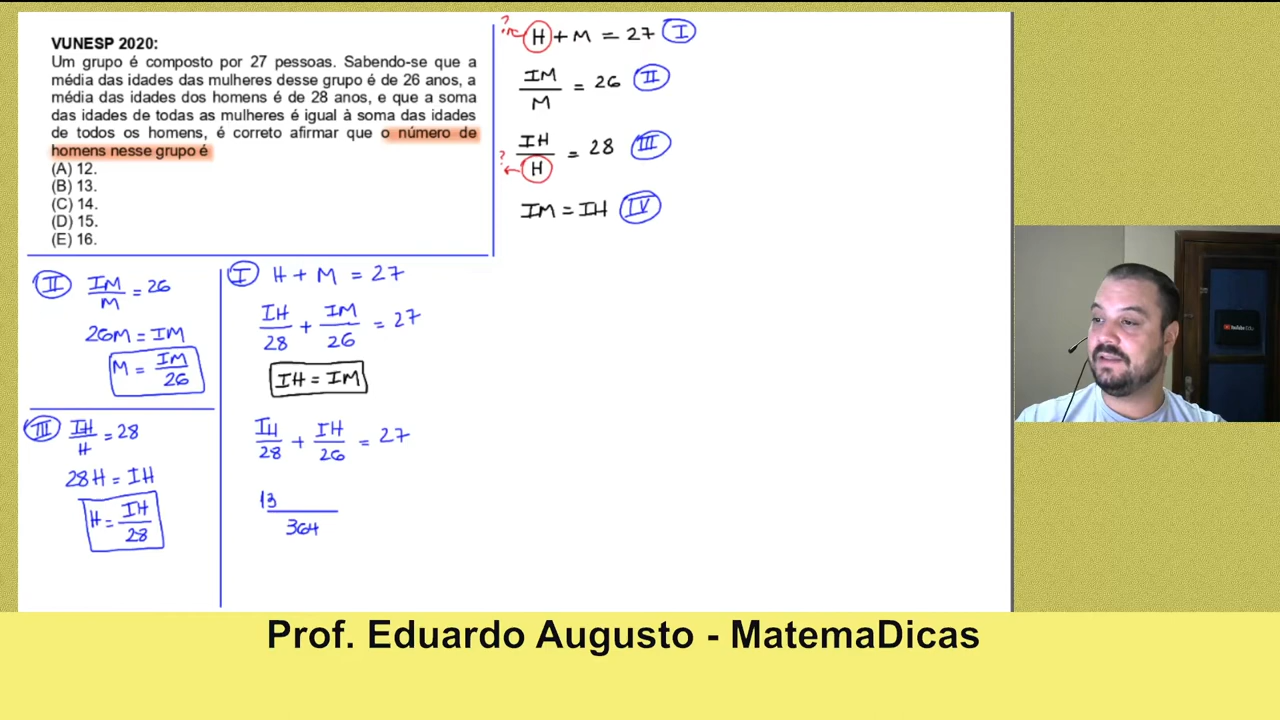 VUNESP 2020:
Um grupo é composto por 27 pessoas. Sabendo-se que a
média das idades das mulheres desse grupo é de 26 anos, a
média das idades dos homens é de 28 anos, e que a soma
das idades de todas as mulheres é igual à soma das idades
de todos os homens, é correto afirmar que o número de
homens nesse grupo é
(A) 12.
(B) 13.
(C) 14.
(D) 15.
(E) 16.
? H + M = 27 I
IM/M = 26 II
? IH/H = 28 III
IM = IH IV
II IM/M = 26
26M = IM
M = IM/26
III IH/H = 28
28H = IH
H = IH/28
I H + M = 27
IH/28 + IM/26 = 27
IH = IM
IH/28 + IH/26 = 27
13
364
YouTube Edu
Prof. Eduardo Augusto - MatemaDicas